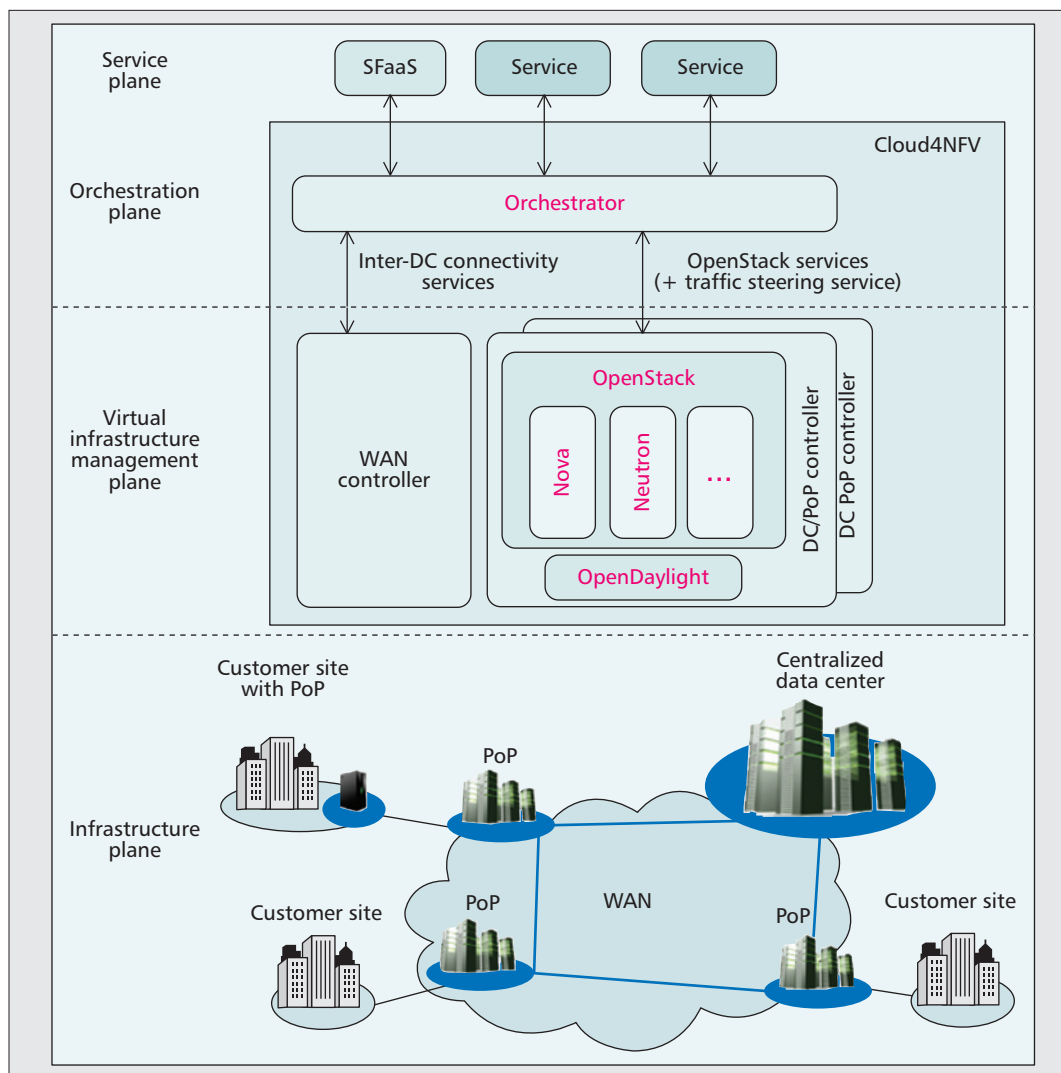 Service
plane
SFaaS
Service
Service
Cloud4NFV
Orchestration
plane
Orchestrator
Inter-DC connectivity
services
OpenStack services
(+ traffic steering service)
Virtual
infrastructure
management
plane
WAN
controller
OpenStack
Nova
Neutron
...
OpenDaylight
DC/PoP controller
DC PoP controller
Customer site
with PoP
Centralized
data center
PoP
Infrastructure
plane
WAN
Customer site
PoP
PoP
Customer site